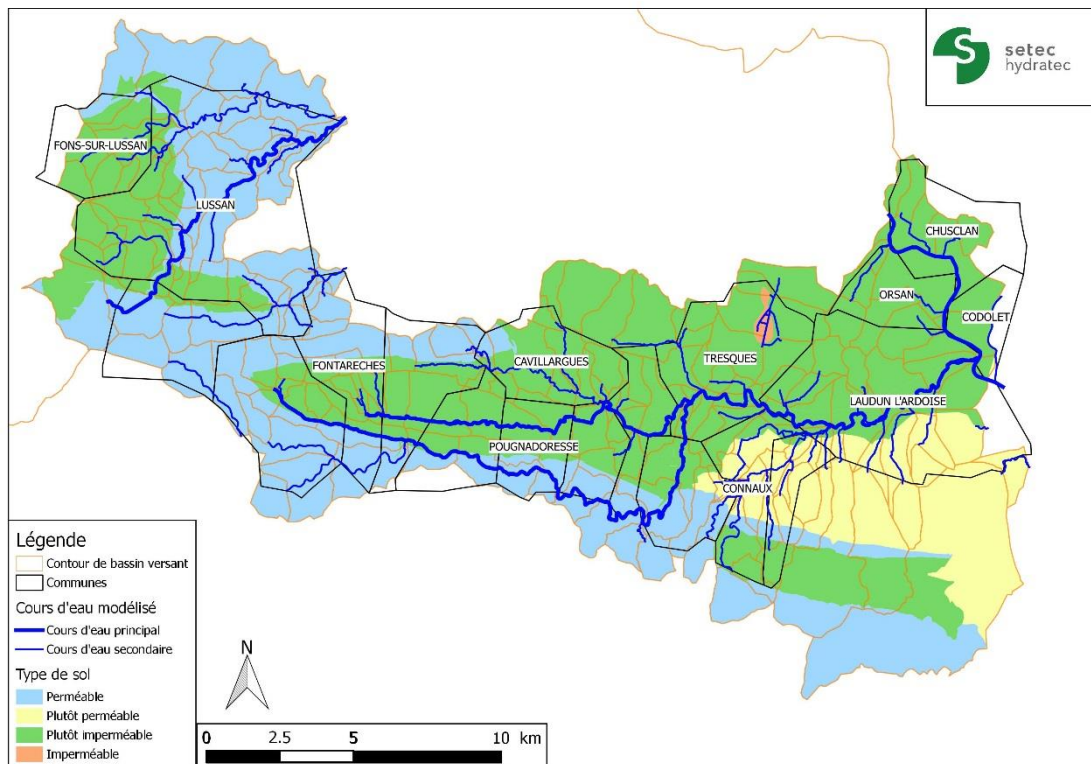 S
setec
hydratec
FONS-SUR-LUSSAN
LUSSAN
CHUSCLAN
ORSAN
CODOLET
FONTARECHES
CAVILLARGUES
TRESQUES
LAUDUN L'ARDOISE
POUGNADORESSE
CONNAUX
Légende
Contour de bassin versant
Communes
Cours d'eau modélisé
Cours d'eau principal
Cours d'eau secondaire
Type de sol
Perméable
Plutôt perméable
Plutôt imperméable
Imperméable
N
0 2.5 5 10 km